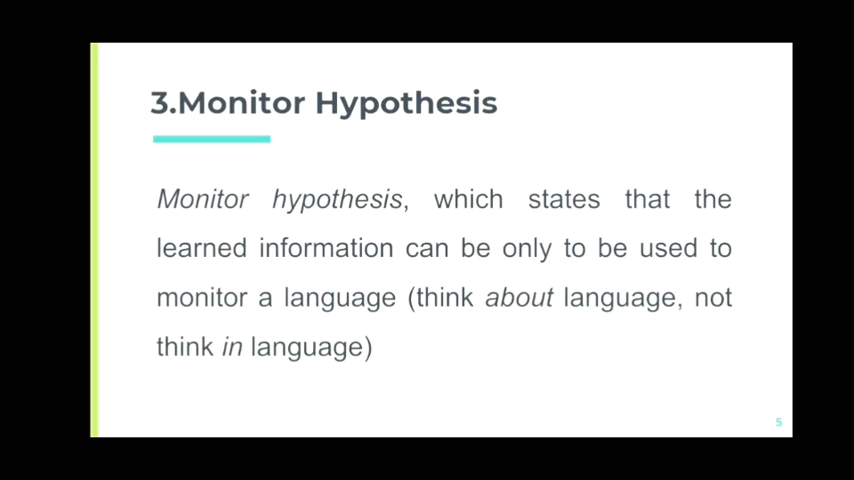 3.Monitor Hypothesis
Monitor hypothesis, which states that the
learned information can be only to be used to
monitor a language (think about language, not
think in language)
5